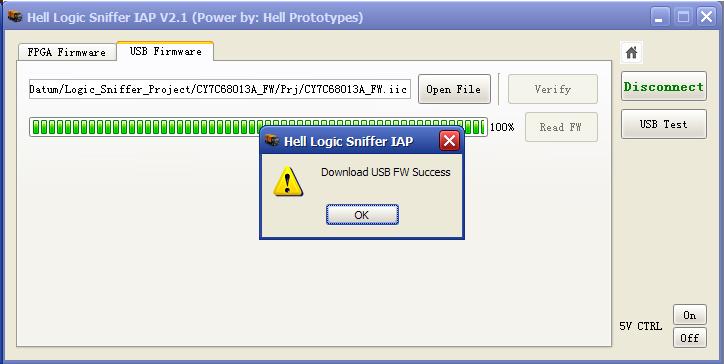 Hell Logic Sniffer IAP V2.1 (Power by: Hell Prototypes)
FPGA Firmware
USB Firmware
Datum/Logic_Sniffer_Project/CY7C68013A_FW/Prj/CY7C68013A_FW.iic
Open File
Verify
Disconnect
100%
Read FW
USB Test
Hell Logic Sniffer IAP
Download USB FW Success
OK
5V CTRL
On
Off